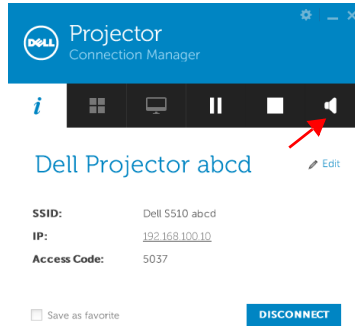 DELL
Projector
Connection Manager
i
Dell Projector abcd
Edit
SSID: Dell S510 abcd
IP: 192 168 100 10
Access Code: 5037
Save as favorite
DISCONNECT